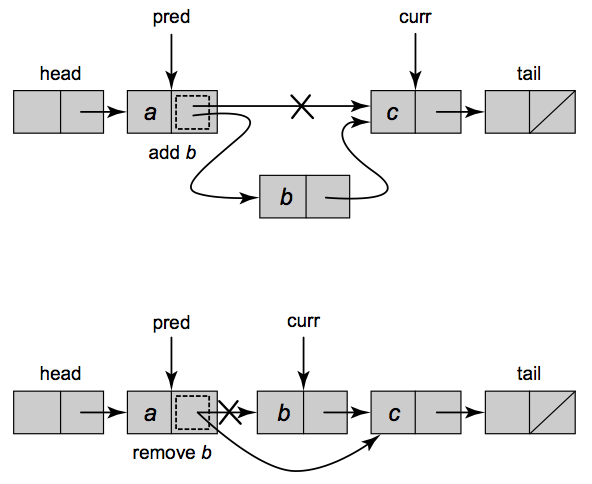 pred curr
head tail
a c
add b
b
pred curr
head tail
a b c
remove b